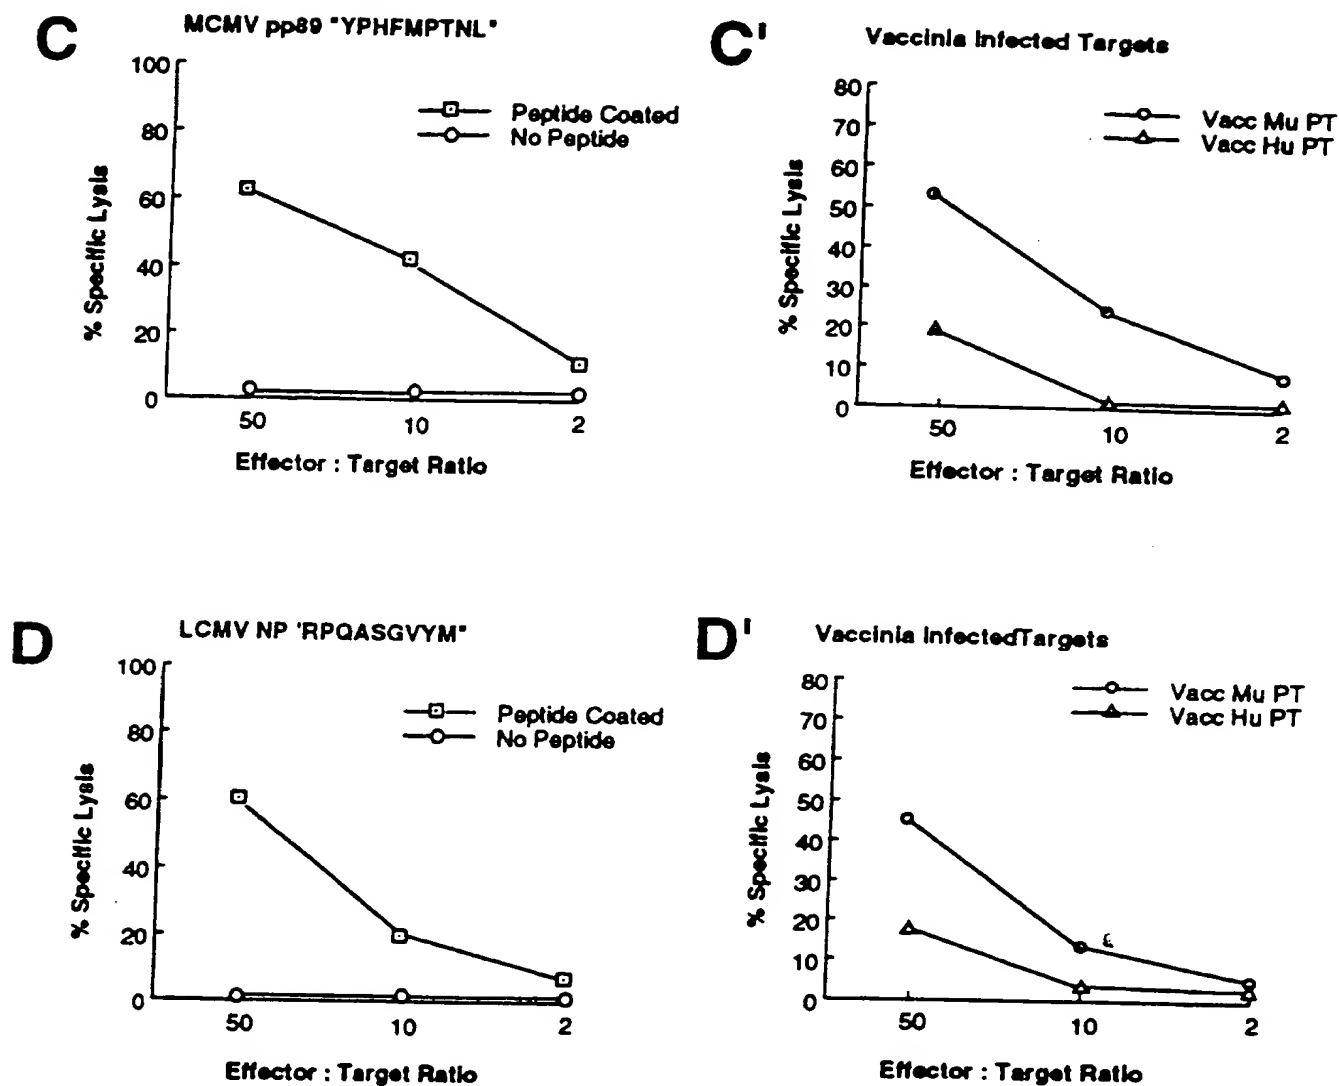 C
MCMV pp89 "YPHFMPTNL"
100
80
60
40
20
0
% Specific Lysis
Peptide Coated
No Peptide
50 10 2
Effector : Target Ratio
C'
Vaccinia Infected Targets
80
70
60
50
40
30
20
10
0
% Specific Lysis
Vacc Mu PT
Vacc Hu PT
50 10 2
Effector : Target Ratio
D
LCMV NP 'RPQASGVYM"
100
80
60
40
20
0
% Specific Lysis
Peptide Coated
No Peptide
50 10 2
Effector : Target Ratio
D'
Vaccinia InfectedTargets
80
70
60
50
40
30
20
10
0
% Specific Lysis
Vacc Mu PT
Vacc Hu PT
50 10 2
Effector : Target Ratio